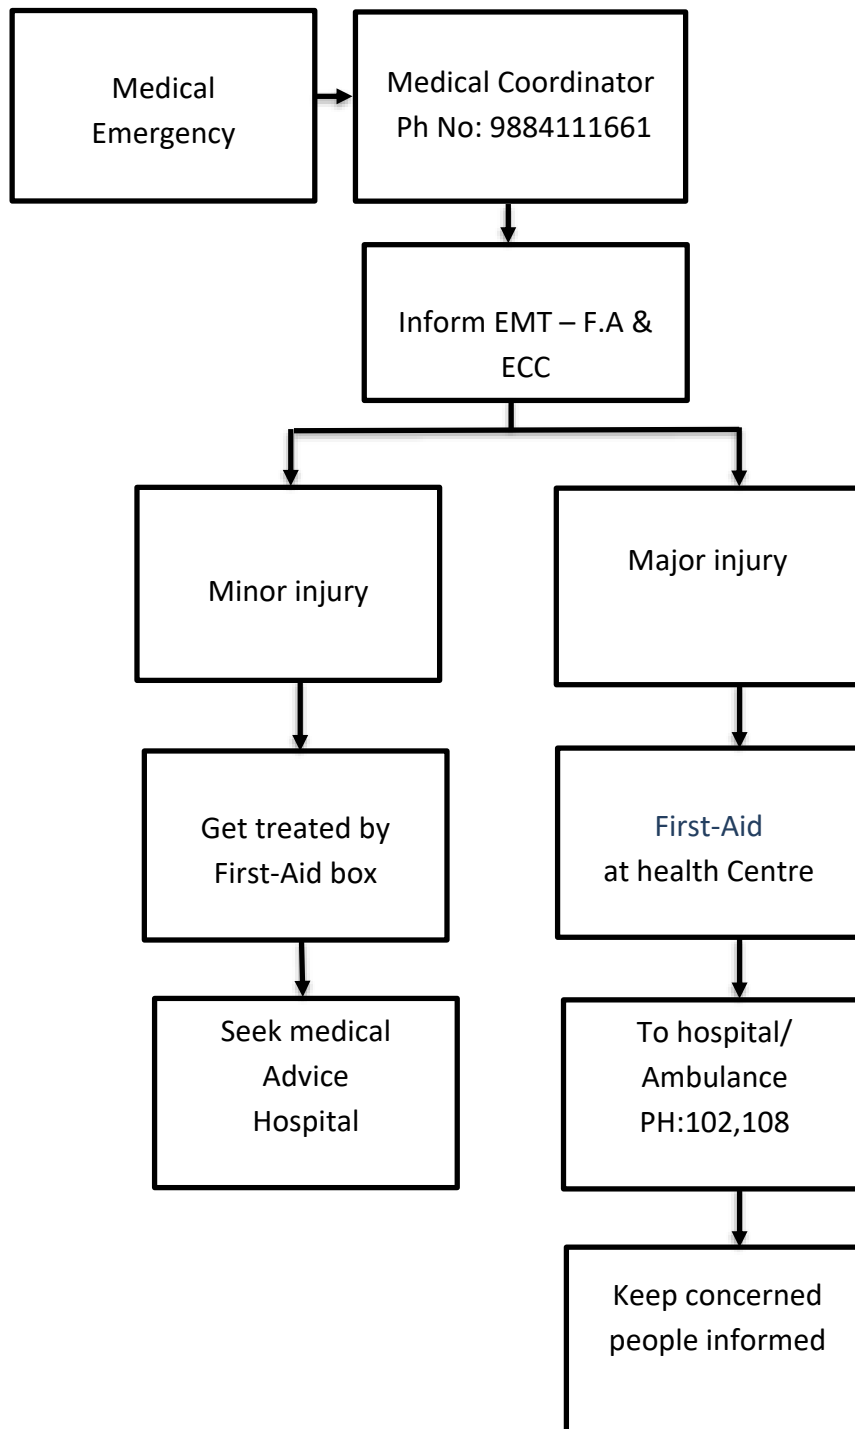 Medical
Emergency
Medical Coordinator
Ph No: 9884111661
Inform EMT – F.A &
ECC
Minor injury
Major injury
Get treated by
First-Aid box
First-Aid
at health Centre
Seek medical
Advice
Hospital
To hospital/
Ambulance
PH:102,108
Keep concerned
people informed